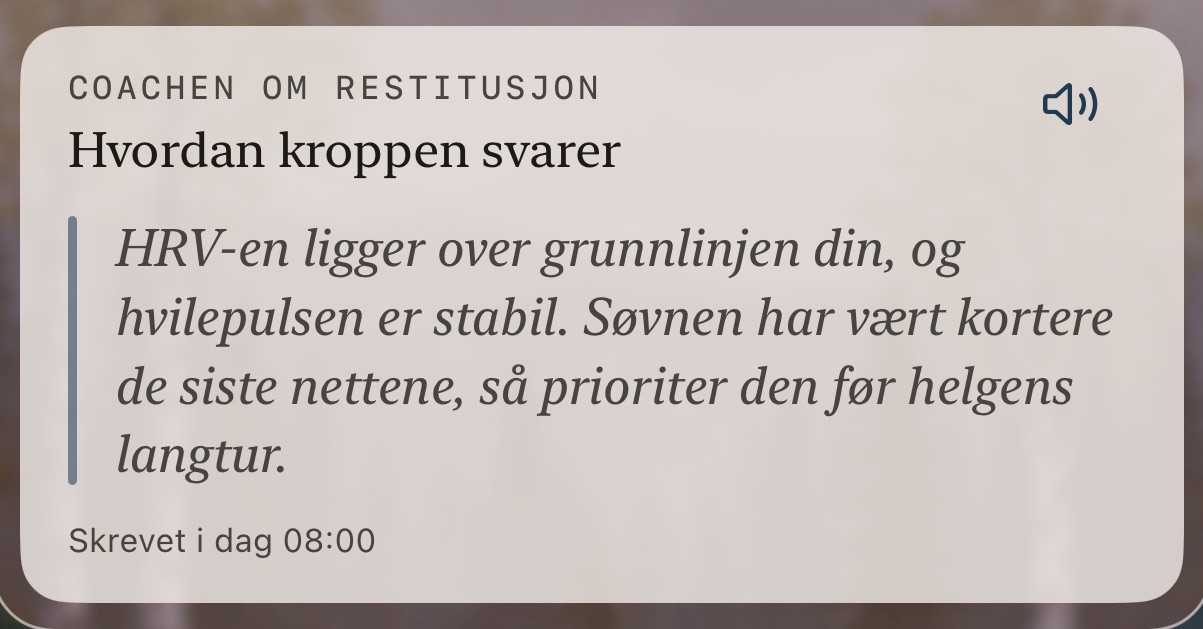 COACHEN OM RESTITUSJON
Hvordan kroppen svarer
HRV-en ligger over grunnlinjen din, og
hvilepulsen er stabil. Søvnen har vært kortere
de siste nettene, så prioriter den før helgens
langtur.
Skrevet i dag 08:00